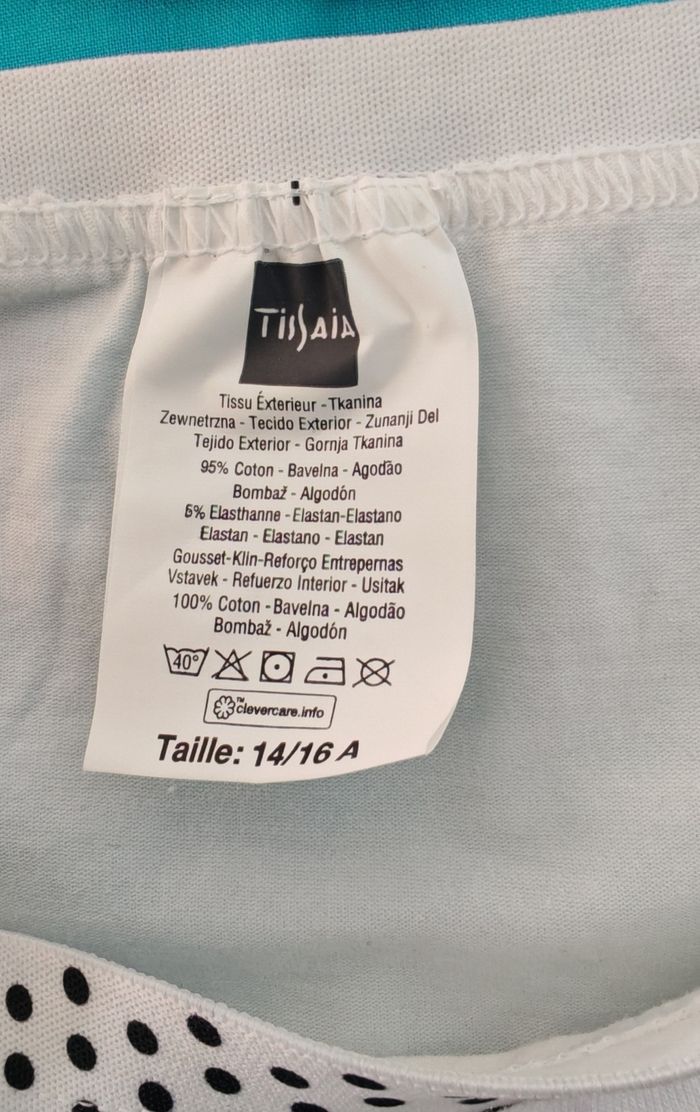 Tissaia
Tissu Éxterieur - Tkanina
Zewnetrzna - Tecido Exterior - Zunanji Del
Tejido Exterior - Gornja Tkanina
95% Coton - Bavelna - Agodão
Bombaž - Algodón
5% Elasthanne - Elastan-Elastano
Elastan - Elastano - Elastan
Gousset-Klin-Reforço Entrepernas
Vstavek - Refuerzo Interior - Usitak
100% Coton - Bavelna - Algodão
Bombaž - Algodón
40°
clevercare.info™
Taille: 14/16 A